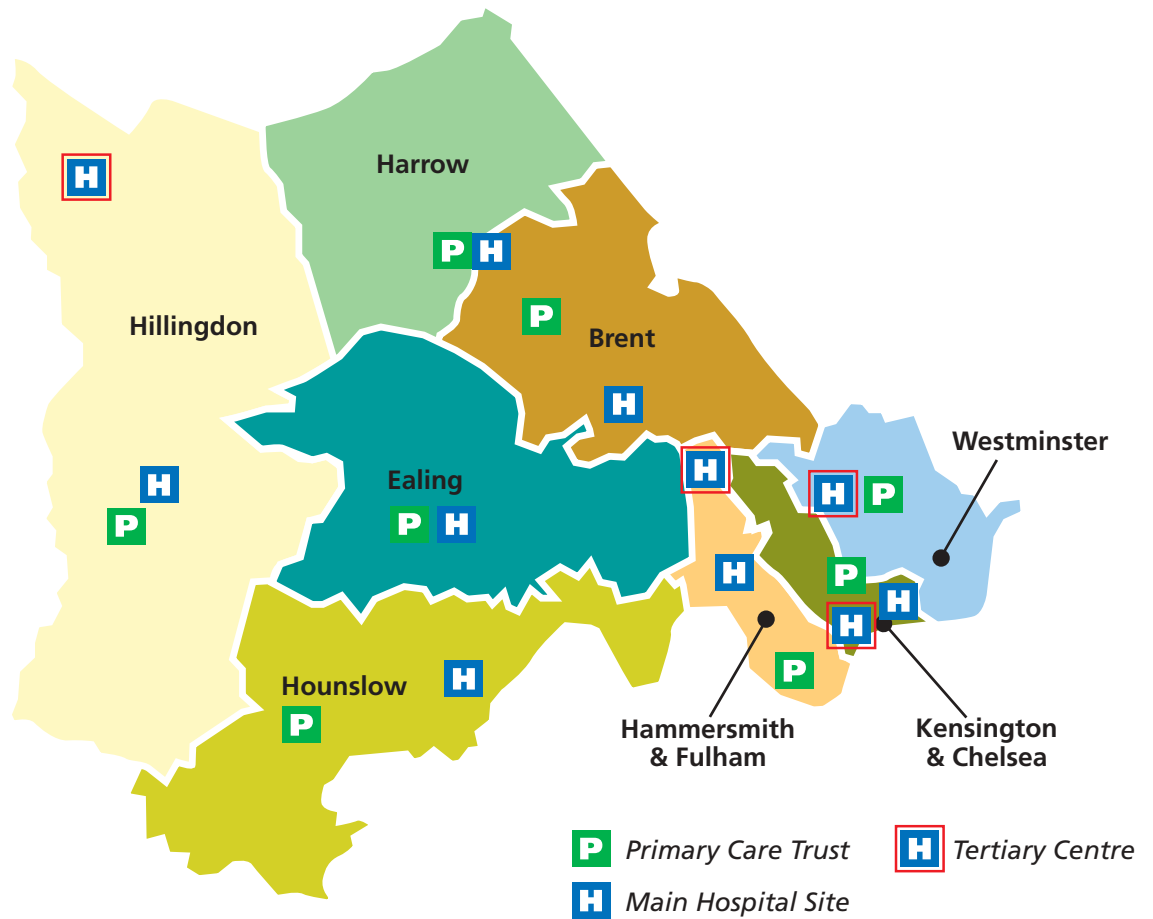 Harrow
H
P H
Hillingdon
P
Brent
H
Westminster
H
H P
Ealing
H
P H
P
H
P
H
H
Hounslow
H
P
P
H
Hammersmith
& Fulham
Kensington
& Chelsea
P Primary Care Trust
H Tertiary Centre
H Main Hospital Site